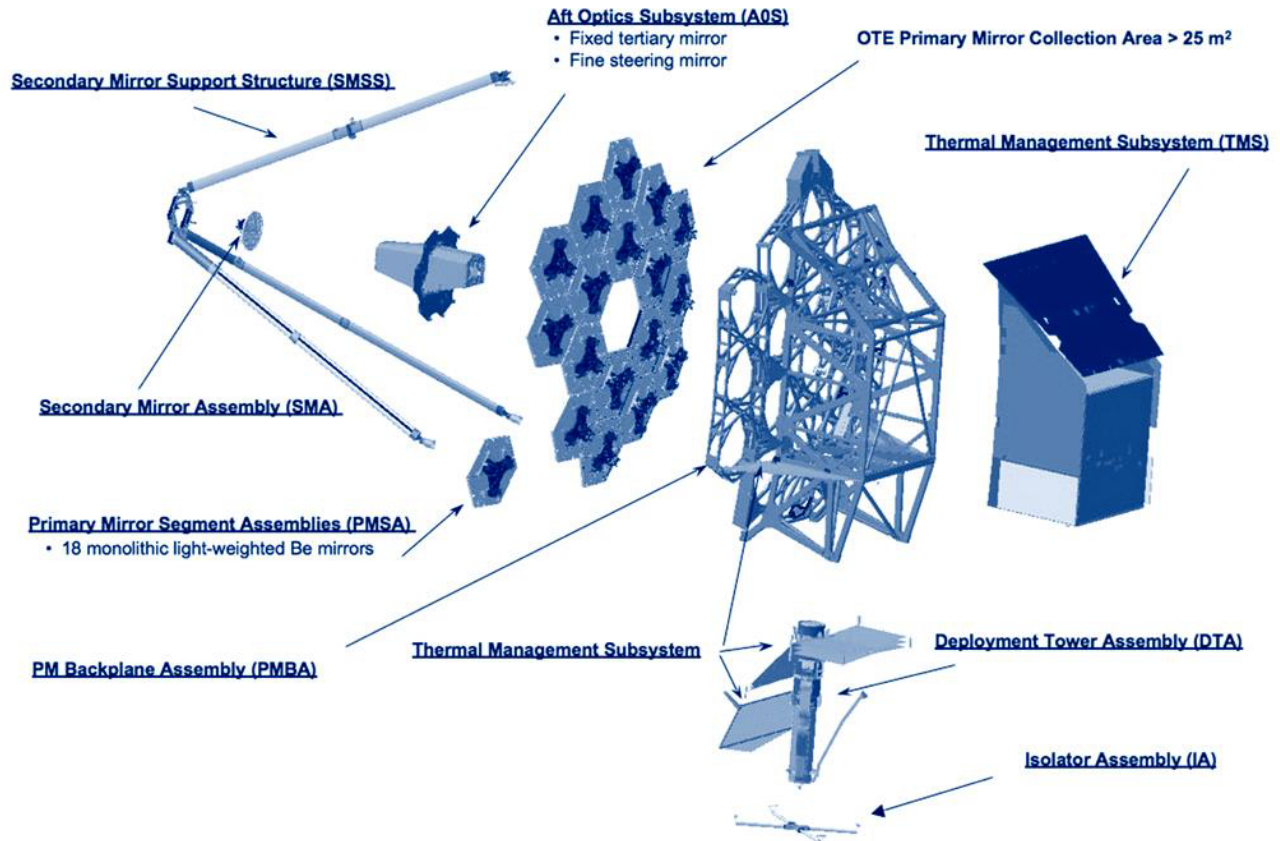 Aft Optics Subsystem (A0S)
• Fixed tertiary mirror
• Fine steering mirror
OTE Primary Mirror Collection Area > 25 m²
Secondary Mirror Support Structure (SMSS)
Thermal Management Subsystem (TMS)
Secondary Mirror Assembly (SMA)
Primary Mirror Segment Assemblies (PMSA)
• 18 monolithic light-weighted Be mirrors
PM Backplane Assembly (PMBA)
Thermal Management Subsystem
Deployment Tower Assembly (DTA)
Isolator Assembly (IA)